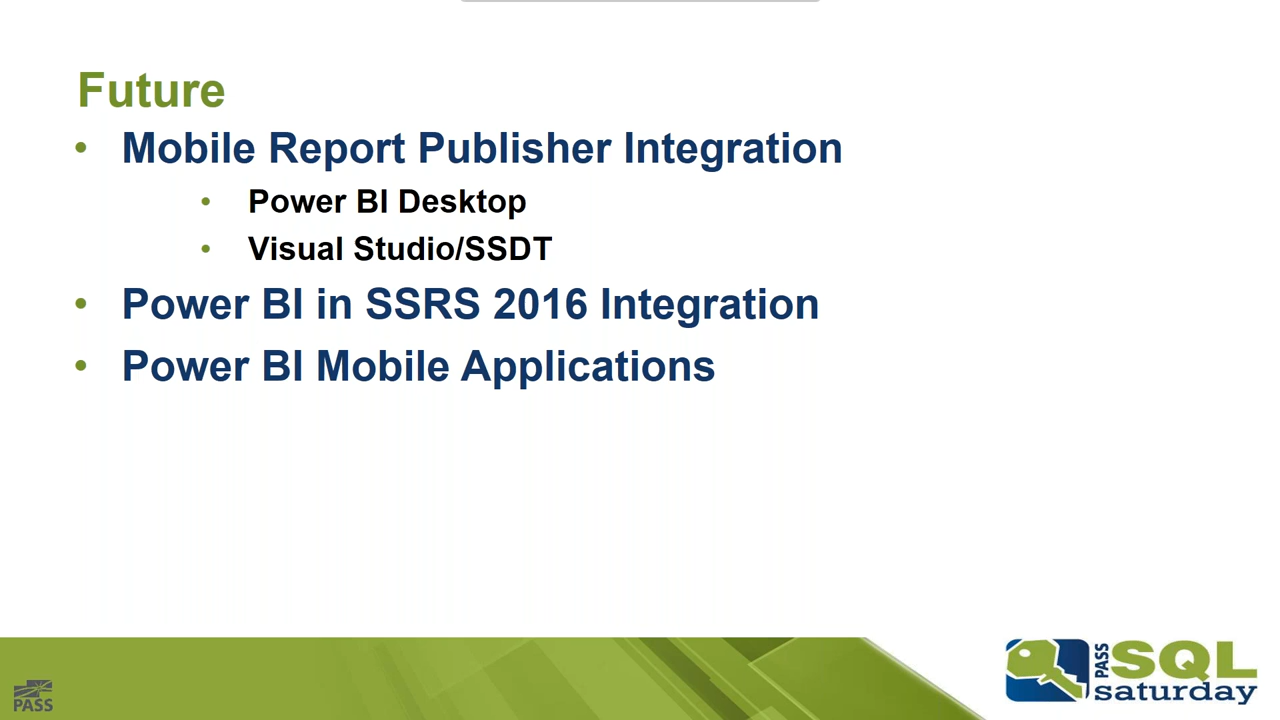 Future
• Mobile Report Publisher Integration
• Power BI Desktop
• Visual Studio/SSDT
• Power BI in SSRS 2016 Integration
• Power BI Mobile Applications
PASS
PASS
SQL
saturday